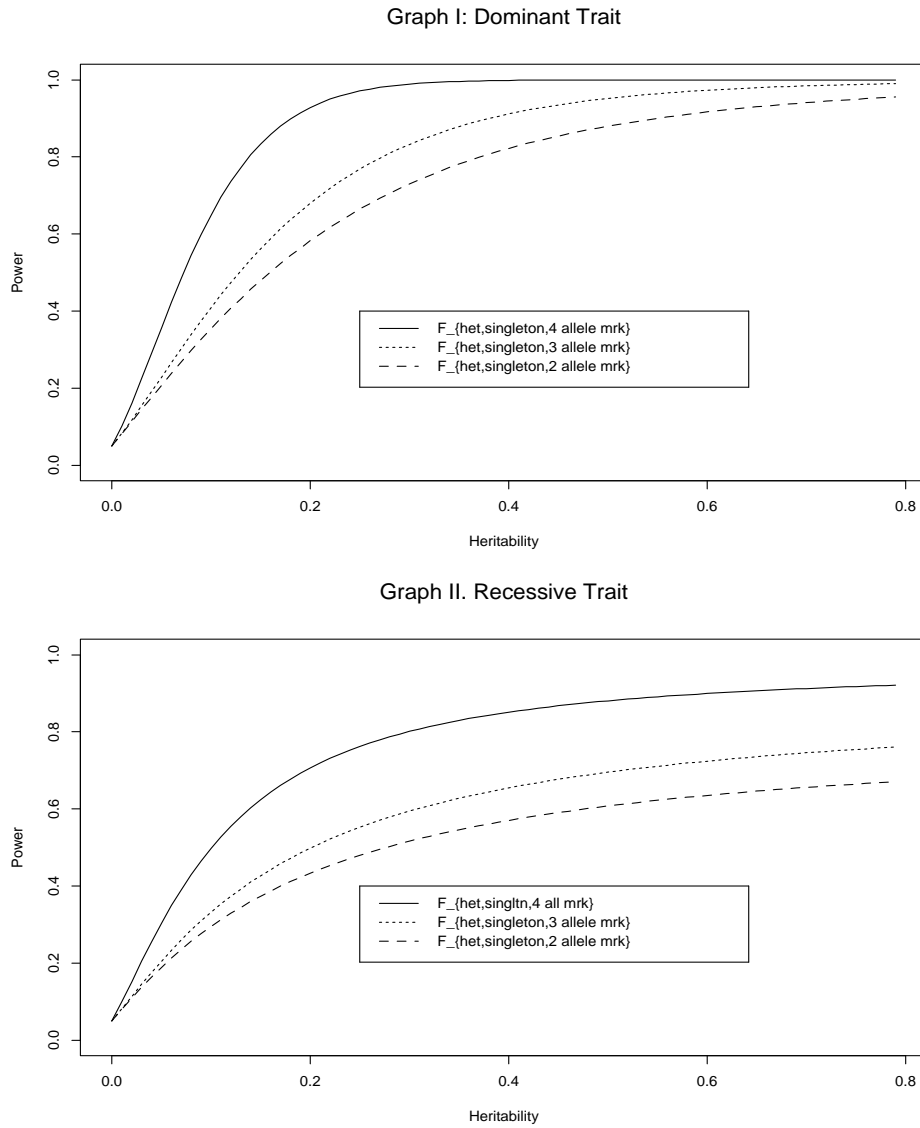 Graph I: Dominant Trait
Power
1.0
0.8
0.6
0.4
0.2
0.0
F_{het,singleton,4 allele mrk}
F_{het,singleton,3 allele mrk}
F_{het,singleton,2 allele mrk}
0.0 0.2 0.4 0.6 0.8
Heritability
Graph II. Recessive Trait
Power
1.0
0.8
0.6
0.4
0.2
0.0
F_{het,singltn,4 all mrk}
F_{het,singleton,3 allele mrk}
F_{het,singleton,2 allele mrk}
0.0 0.2 0.4 0.6 0.8
Heritability